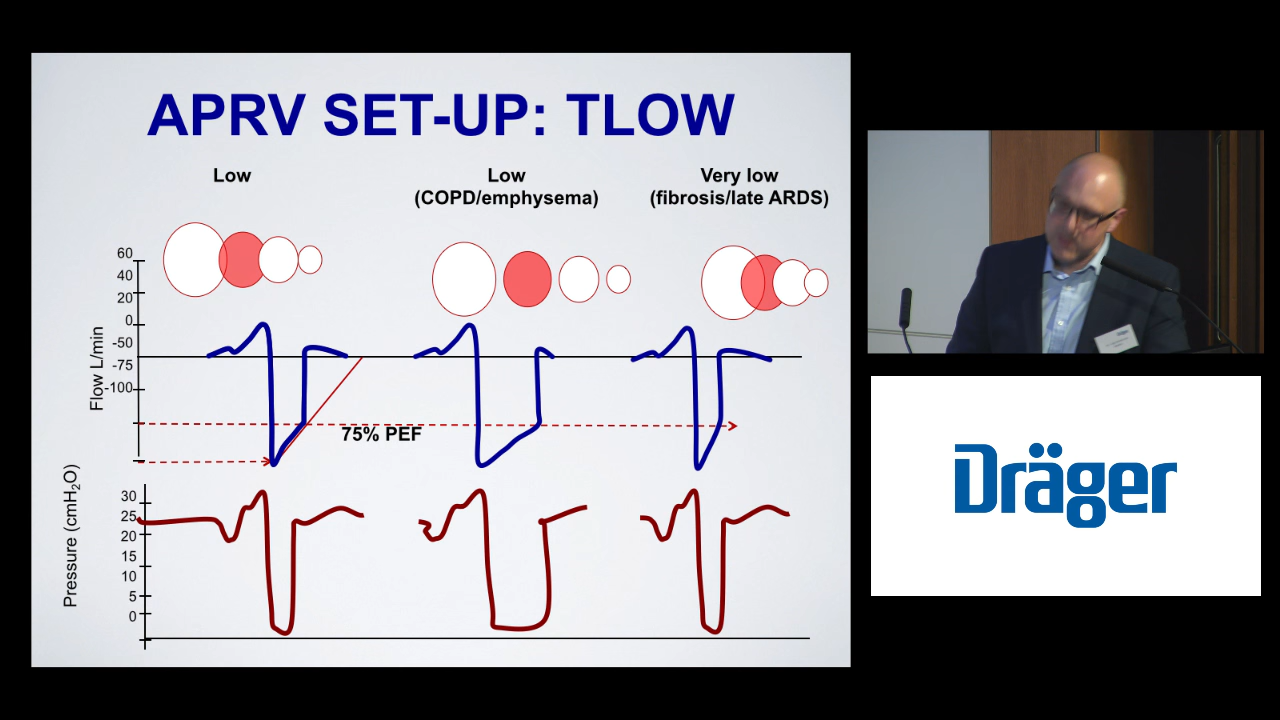 APRV SET-UP: TLOW
Low
Low
(COPD/emphysema)
Very low
(fibrosis/late ARDS)
60
40
20
0
-50
-75
-100
Flow L/min
75% PEF
30
25
20
15
10
5
0
Pressure (cmH₂O)
Dräger